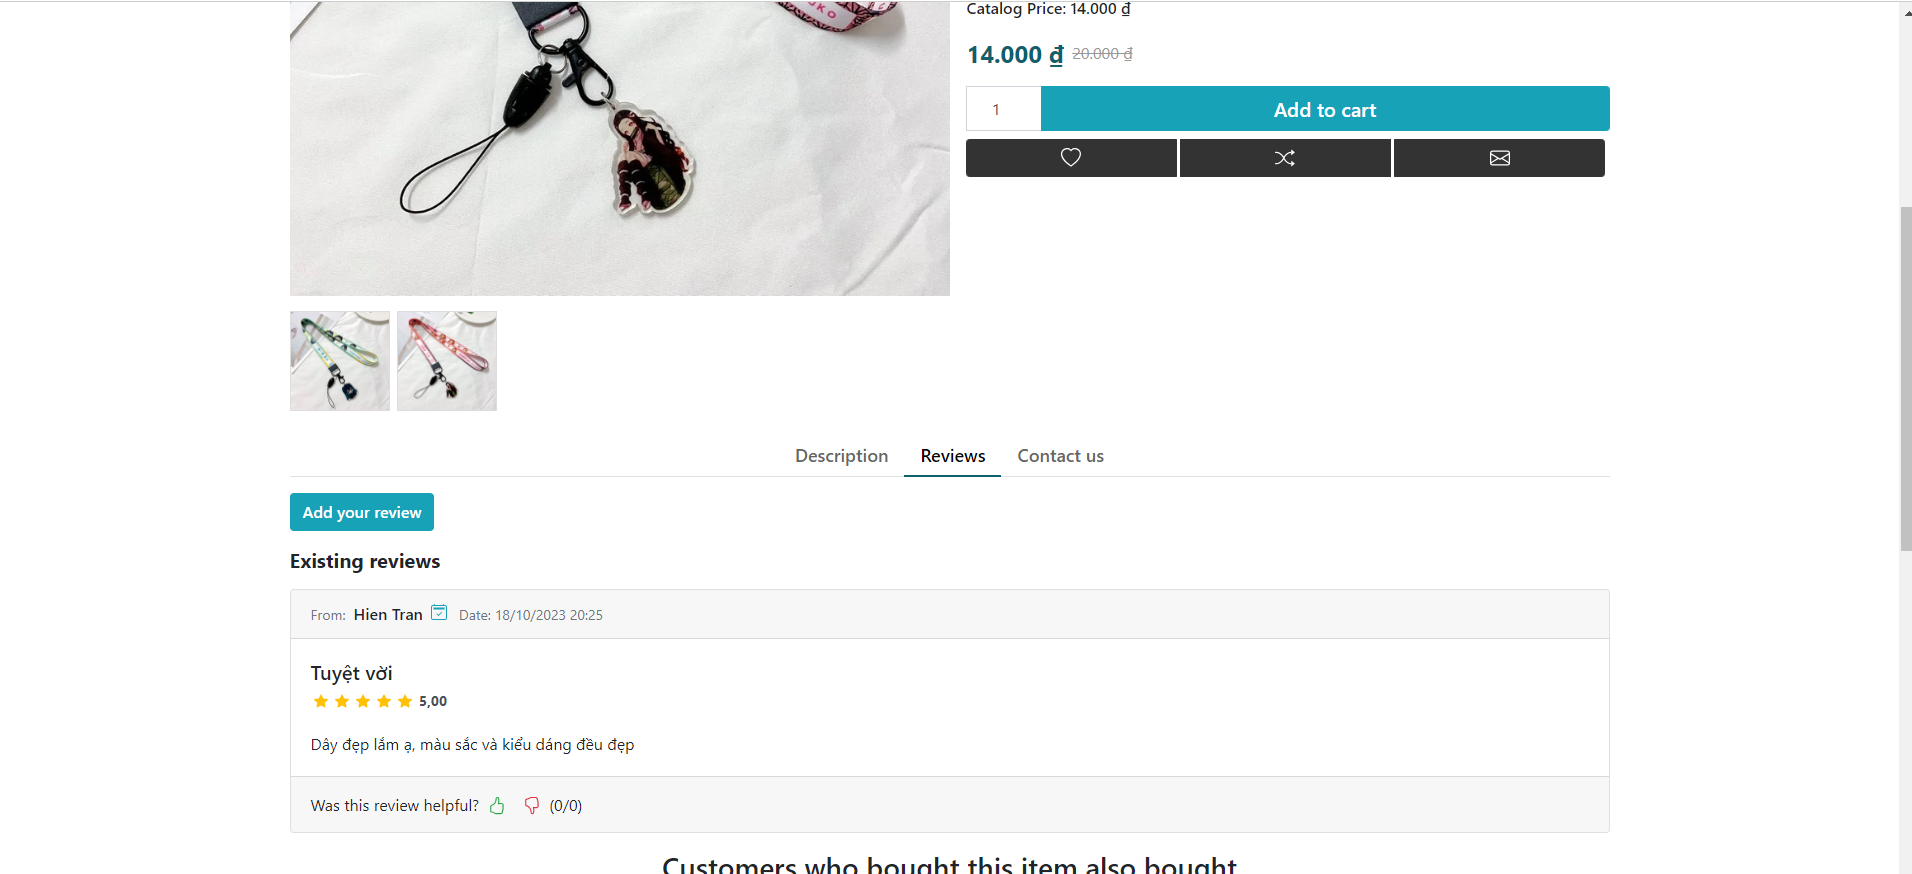 Catalog Price: 14.000 ₫
14.000 ₫ 20.000 ₫
1 Add to cart
Description Reviews Contact us
Add your review
Existing reviews
From: Hien Tran Date: 18/10/2023 20:25
Tuyệt vời
5,00
Dây đẹp lắm ạ, màu sắc và kiểu dáng đều đẹp
Was this review helpful? (0/0)
Customers who bought this item also bought